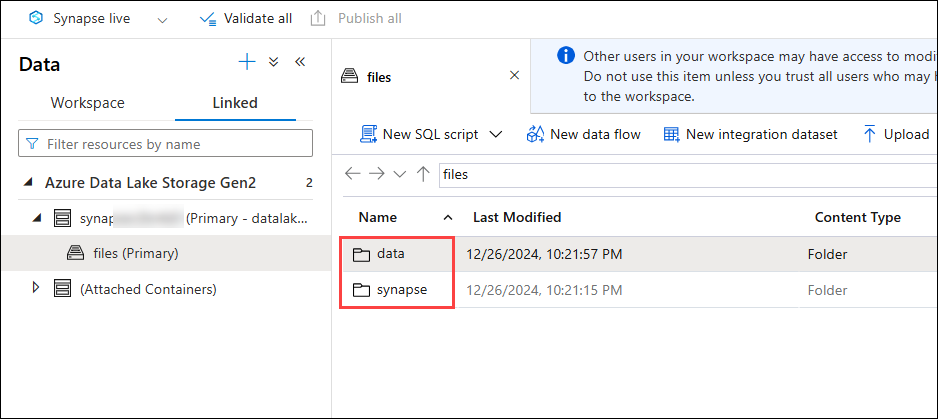 Synapse live
Validate all
Publish all
Data
Workspace
Linked
Filter resources by name
Azure Data Lake Storage Gen2 2
(Primary - datalak...
files (Primary)
(Attached Containers)
files
Other users in your workspace may have access to modi
Do not use this item unless you trust all users who may
to the workspace.
New SQL script
New data flow
New integration dataset
Upload
files
Name Last Modified Content Type
data 12/26/2024, 10:21:57 PM Folder
synapse 12/26/2024, 10:21:15 PM Folder